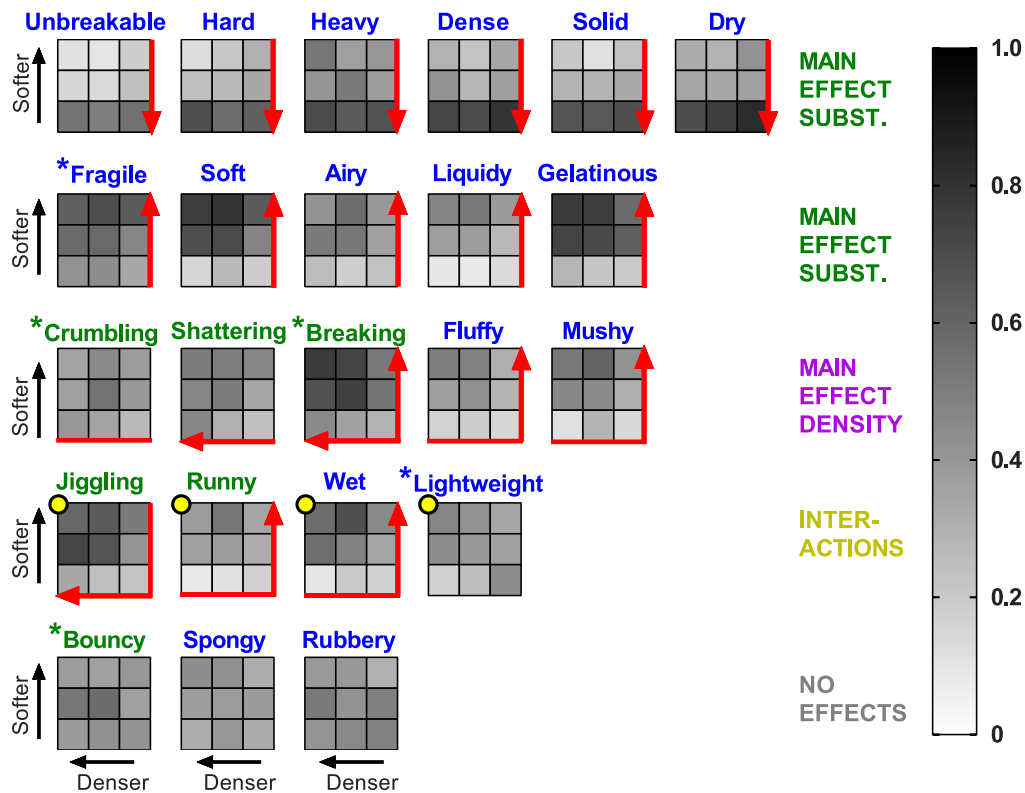 Unbreakable Hard Heavy Dense Solid Dry
Softer
MAIN
EFFECT
SUBST.
1.0
*Fragile Soft Airy Liquidy Gelatinous
Softer
MAIN
EFFECT
SUBST.
0.8
*Crumbling Shattering *Breaking Fluffy Mushy
Softer
MAIN
EFFECT
DENSITY
0.6
0.4
Jiggling Runny Wet *Lightweight
Softer
INTER-
ACTIONS
0.2
*Bouncy Spongy Rubbery
Softer
NO
EFFECTS
0
Denser Denser Denser